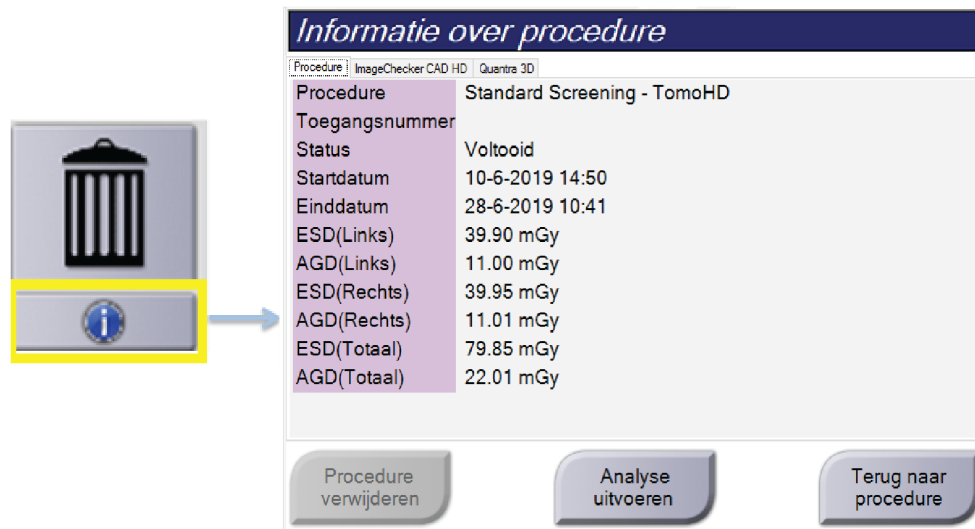 Informatie over procedure
Procedure ImageChecker CAD HD Quantra 3D
Procedure Standard Screening - TomoHD
Toegangsnummer
Status Voltooid
Startdatum 10-6-2019 14:50
Einddatum 28-6-2019 10:41
ESD(Links) 39.90 mGy
AGD(Links) 11.00 mGy
ESD(Rechts) 39.95 mGy
AGD(Rechts) 11.01 mGy
ESD(Totaal) 79.85 mGy
AGD(Totaal) 22.01 mGy
Procedure
verwijderen
Analyse
uitvoeren
Terug naar
procedure